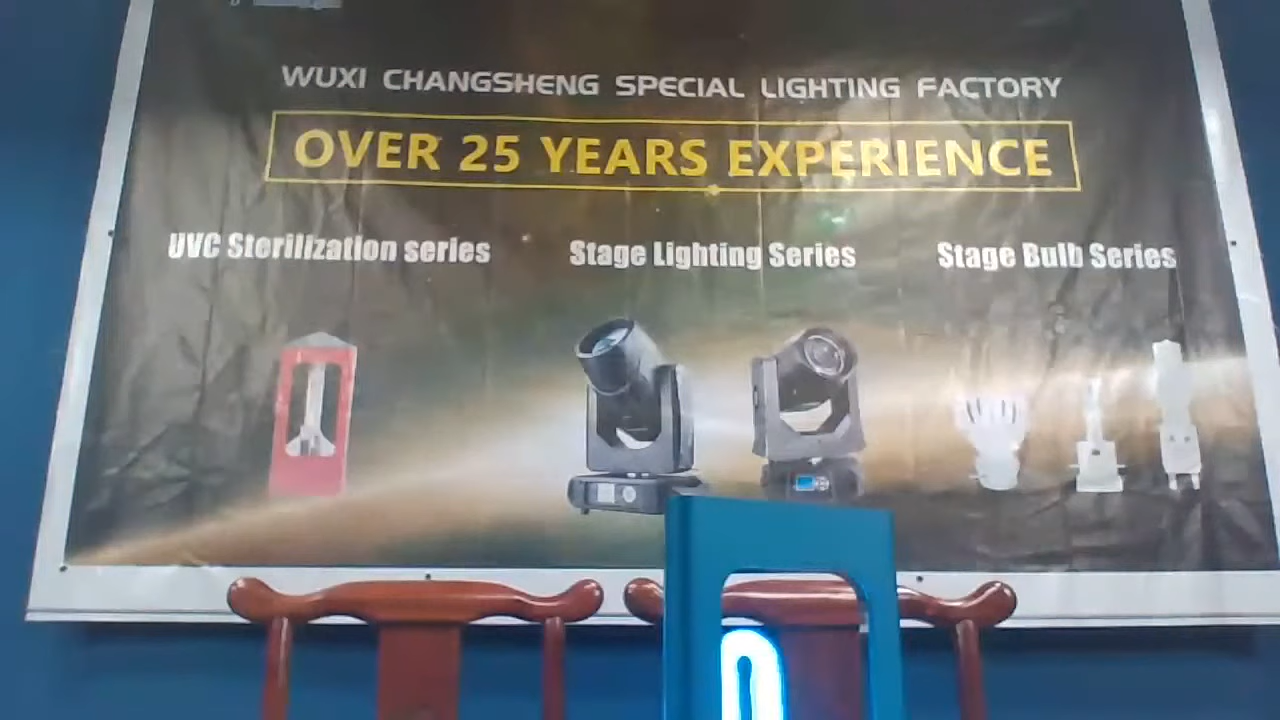 WUXI CHANGSHENG SPECIAL LIGHTING FACTORY
OVER 25 YEARS EXPERIENCE
UVC Sterilization series
Stage Lighting Series
Stage Bulb Series